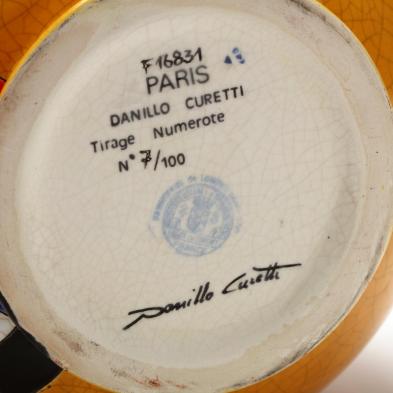 F16831
PARIS
DANILLO CURETTI
Tirage Numerote
N° 7/100
Danillo Curetti